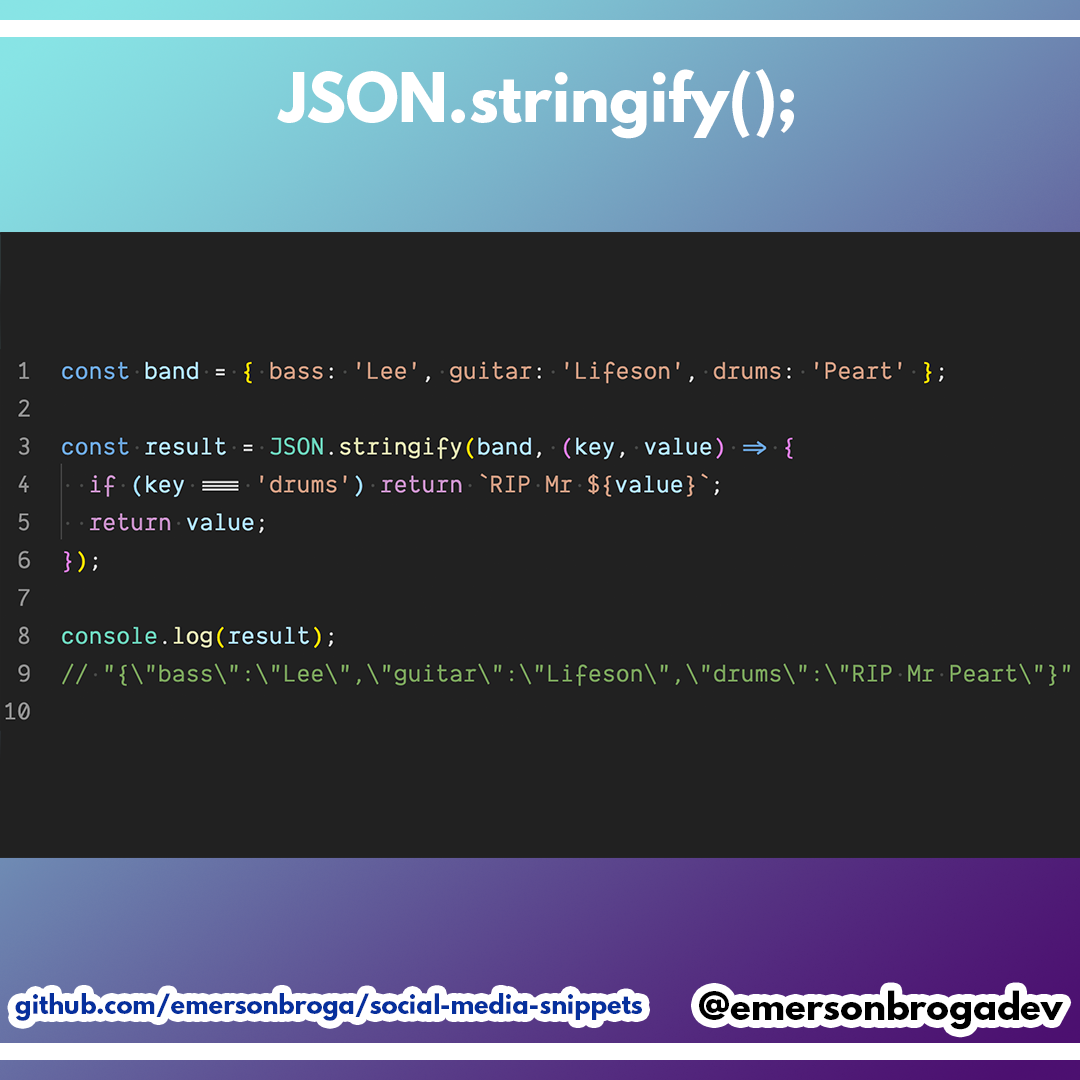 JSON.stringify();
1 const band = { bass: 'Lee', guitar: 'Lifeson', drums: 'Peart' };
2
3 const result = JSON.stringify(band, (key, value) => {
4   if (key === 'drums') return `RIP Mr ${value}`;
5   return value;
6 });
7
8 console.log(result);
9 // "{\"bass\":\"Lee\",\"guitar\":\"Lifeson\",\"drums\":\"RIP Mr Peart\"}"
10
github.com/emersonbroga/social-media-snippets
@emersonbrogadev